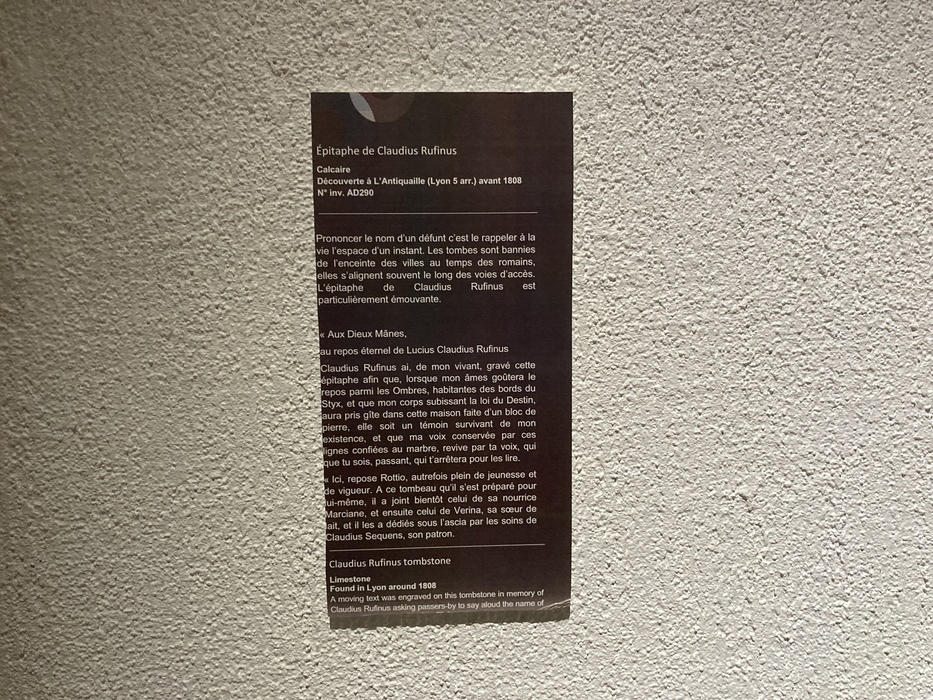 Épitaphe de Claudius Rufinus
Calcaire
Découverte à L'Antiquaille (Lyon 5 arr.) avant 1808
N° inv. AD290
Prononcer le nom d'un défunt c'est le rappeler à la
vie l'espace d'un instant. Les tombes sont bannies
de l'enceinte des villes au temps des romains,
elles s'alignent souvent le long des voies d'accès.
L'épitaphe de Claudius Rufinus est
particulièrement émouvante.
« Aux Dieux Mânes,
au repos éternel de Lucius Claudius Rufinus
Claudius Rufinus ai, de mon vivant, gravé cette
épitaphe afin que, lorsque mon âmes goûtera le
repos parmi les Ombres, habitantes des bords du
Styx, et que mon corps subissant la loi du Destin,
aura pris gîte dans cette maison faite d'un bloc de
pierre, elle soit un témoin survivant de mon
existence, et que ma voix conservée par ces
lignes confiées au marbre, revive par ta voix, qui
que tu sois, passant, qui t'arrêtera pour les lire.
« Ici, repose Rottio, autrefois plein de jeunesse et
de vigueur. A ce tombeau qu'il s'est préparé pour
lui-même, il a joint bientôt celui de sa nourrice
Marciane, et ensuite celui de Verina, sa sœur de
lait, et il les a dédiés sous l'ascia par les soins de
Claudius Sequens, son patron.
Claudius Rufinus tombstone
Limestone
Found in Lyon around 1808
A moving text was engraved on this tombstone in memory of
Claudius Rufinus asking passers-by to say aloud the name of